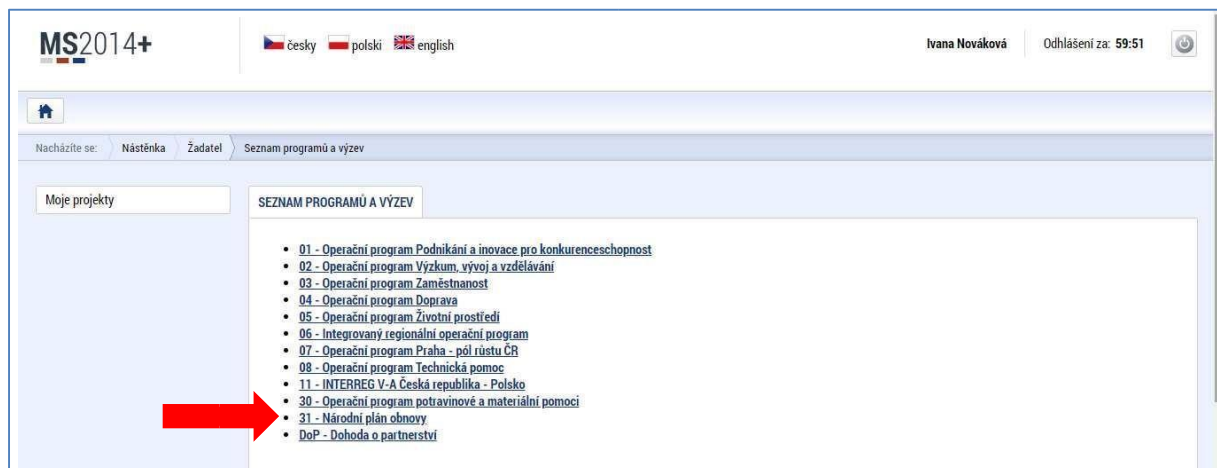 MS2014+
česky polski english
Ivana Nováková Odhlášení za: 59:51
Nacházíte se: Nástěnka Žadatel Seznam programů a výzev
Moje projekty
SEZNAM PROGRAMŮ A VÝZEV
01 - Operační program Podnikání a inovace pro konkurenceschopnost
02 - Operační program Výzkum, vývoj a vzdělávání
03 - Operační program Zaměstnanost
04 - Operační program Doprava
05 - Operační program Životní prostředí
06 - Integrovaný regionální operační program
07 - Operační program Praha - pól růstu ČR
08 - Operační program Technická pomoc
11 - INTERREG V-A Česká republika - Polsko
30 - Operační program potravinové a materiální pomoci
31 - Národní plán obnovy
DoP - Dohoda o partnerství